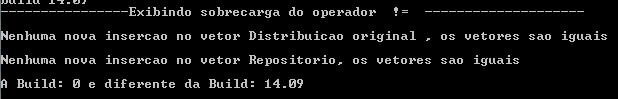 build 14.09
----------------Exibindo sobrecarga do operador  !=  --------------------
Nenhuma nova insercao no vetor Distribuicao original , os vetores sao iguais
Nenhuma nova insercao no vetor Repositorio, os vetores sao iguais
A Build: 0 e diferente da Build: 14.09